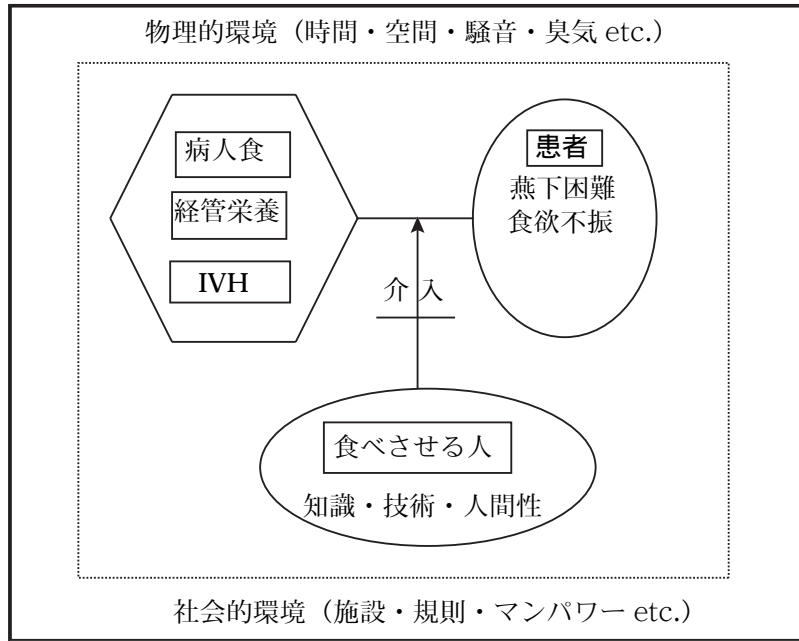 物理的環境（時間・空間・騒音・臭気 etc.）
病人食
経管栄養
IVH
患者
燕下困難
食欲不振
介入
食べさせる人
知識・技術・人間性
社会的環境（施設・規則・マンパワー etc.）